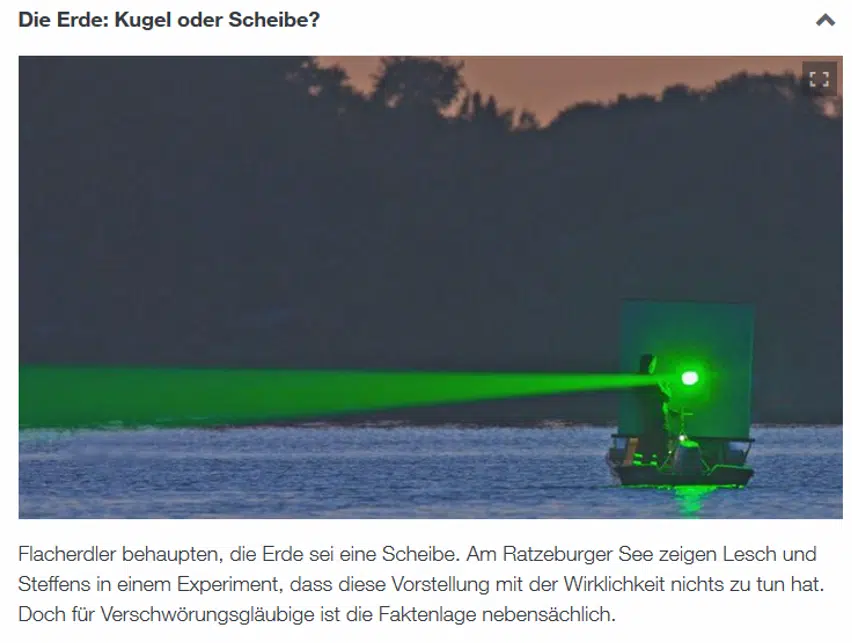 Die Erde: Kugel oder Scheibe?
Flacherdler behaupten, die Erde sei eine Scheibe. Am Ratzeburger See zeigen Lesch und
Steffens in einem Experiment, dass diese Vorstellung mit der Wirklichkeit nichts zu tun hat.
Doch für Verschwörungsgläubige ist die Faktenlage nebensächlich.